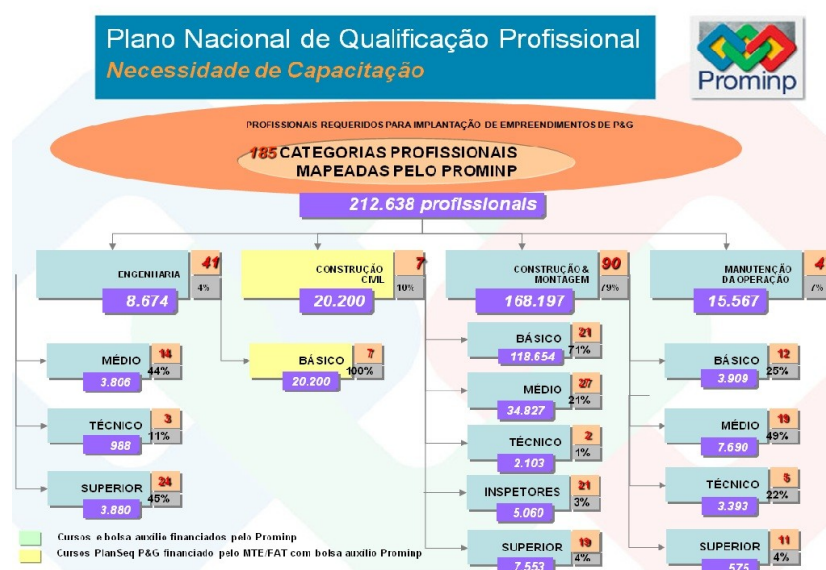 Plano Nacional de Qualificação Profissional
Necessidade de Capacitação
Prominp
PROFISSIONAIS REQUERIDOS PARA IMPLANTAÇÃO DE EMPREENDIMENTOS DE P&G
185 CATEGORIAS PROFISSIONAIS
MAPEADAS PELO PROMINP
212.638 profissionais
ENGENHARIA
41
4%
8.674
MÉDIO
14
44%
3.806
TÉCNICO
3
11%
988
SUPERIOR
24
45%
3.880
CONSTRUÇÃO
CIVIL
7
10%
20.200
BÁSICO
7
100%
20.200
CONSTRUÇÃO &
MONTAGEM
90
79%
168.197
BÁSICO
21
71%
118.654
MÉDIO
27
21%
34.827
TÉCNICO
2
1%
2.103
INSPETORES
21
3%
5.060
SUPERIOR
19
4%
7.553
MANUTENÇÃO
DA OPERAÇÃO
4
7%
15.567
BÁSICO
12
25%
3.909
MÉDIO
19
49%
7.690
TÉCNICO
22%
3.393
SUPERIOR
11
4%
575
Cursos e bolsa auxílio financiados pelo Prominp
Cursos PlanSeq P&G financiado pelo MTE/FAT com bolsa auxílio Prominp